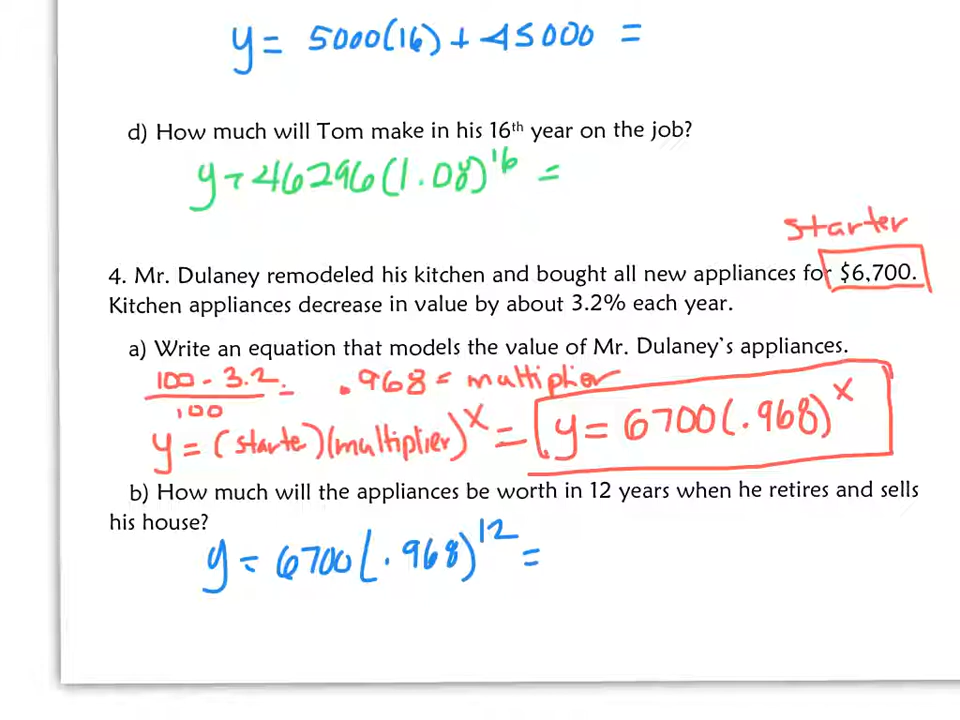 y = 5000(16) + 45000 =
d) How much will Tom make in his 16th year on the job?
y = 46296(1.08)^16 =
starter
4. Mr. Dulaney remodeled his kitchen and bought all new appliances for $6,700.
Kitchen appliances decrease in value by about 3.2% each year.
a) Write an equation that models the value of Mr. Dulaney's appliances.
100 - 3.2 = .968 = multiplier
100
y = (starte)(multiplier)^x = y = 6700(.968)^x
b) How much will the appliances be worth in 12 years when he retires and sells
his house?
y = 6700(.968)^12 =